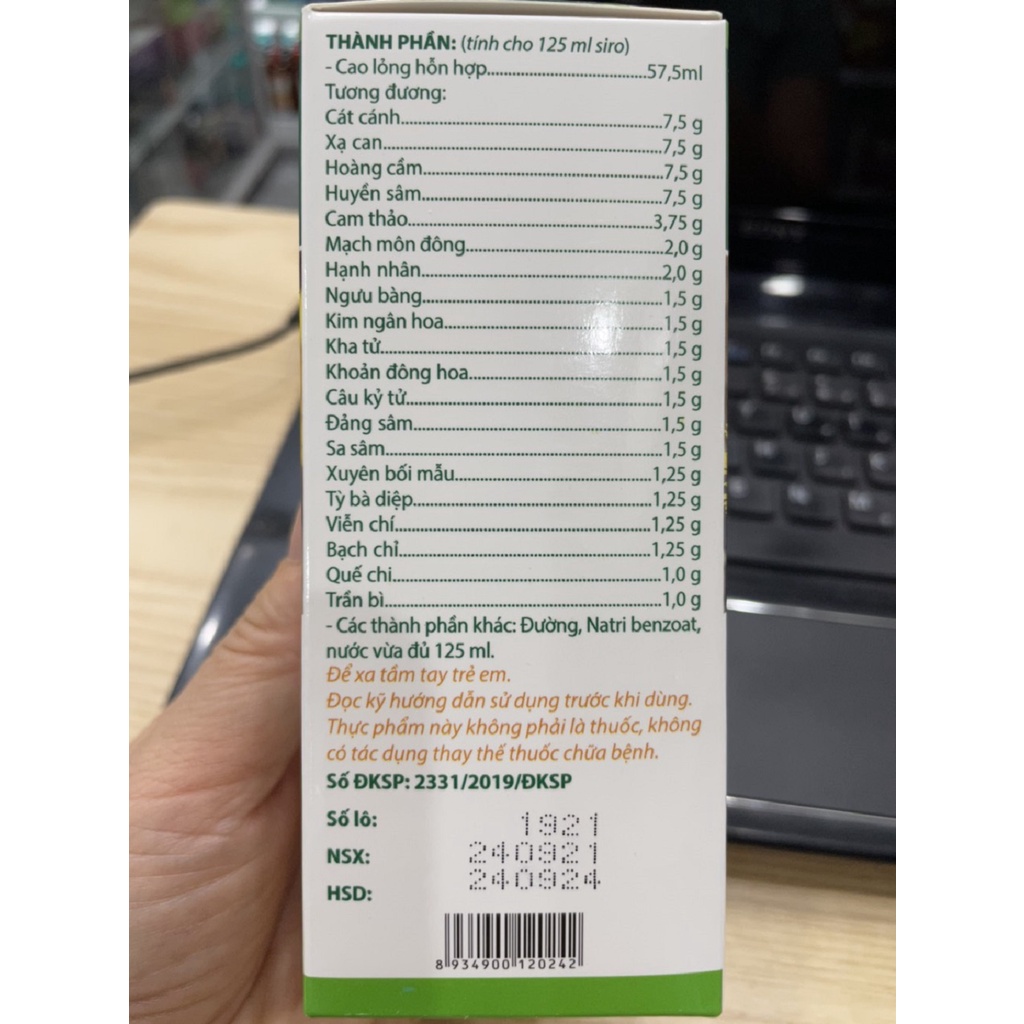 THÀNH PHẦN: (tính cho 125 ml siro)
- Cao lỏng hỗn hợp.............................57,5ml
Tương đương:
Cát cánh..................................................7,5 g
Xạ can.....................................................7,5 g
Hoàng cầm..............................................7,5 g
Huyền sâm..............................................7,5 g
Cam thảo...............................................3,75 g
Mạch môn đông......................................2,0 g
Hạnh nhân..............................................2,0 g
Ngưu bàng..............................................1,5 g
Kim ngân hoa..........................................1,5 g
Kha tử.....................................................1,5 g
Khoản đông hoa......................................1,5 g
Câu kỷ tử.................................................1,5 g
Đảng sâm................................................1,5 g
Sa sâm.....................................................1,5 g
Xuyên bối mẫu.......................................1,25 g
Tỳ bà diệp..............................................1,25 g
Viễn chí..................................................1,25 g
Bạch chỉ.................................................1,25 g
Quế chi....................................................1,0 g
Trần bì.....................................................1,0 g
- Các thành phần khác: Đường, Natri benzoat,
nước vừa đủ 125 ml.
Để xa tầm tay trẻ em.
Đọc kỹ hướng dẫn sử dụng trước khi dùng.
Thực phẩm này không phải là thuốc, không
có tác dụng thay thế thuốc chữa bệnh.
Số ĐKSP: 2331/2019/ĐKSP
Số lô: 1921
NSX: 240921
HSD: 240924
8 934900 120242